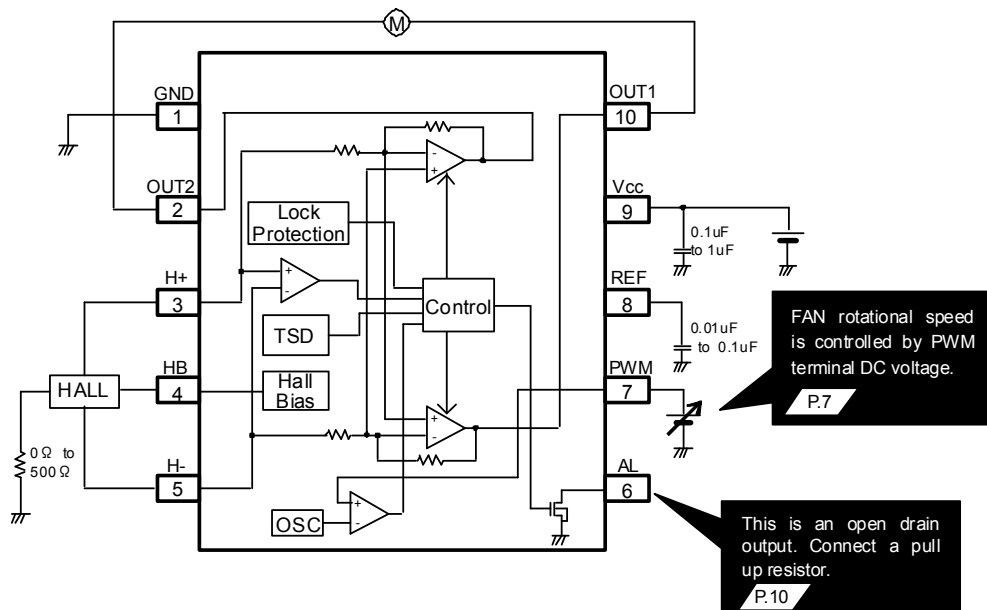 M
GND
1
OUT1
10
OUT2
2
Vcc
9
Lock
Protection
0.1uF
to 1uF
H+
3
REF
8
Control
TSD
0.01uF
to 0.1uF
FAN rotational speed
is controlled by PWM
terminal DC voltage.
P.7
HALL
HB
4
Hall
Bias
PWM
7
0Ω to
500Ω
H-
5
AL
6
OSC
This is an open drain
output. Connect a pull
up resistor.
P.10
+
-
+
-
+
-
+
-